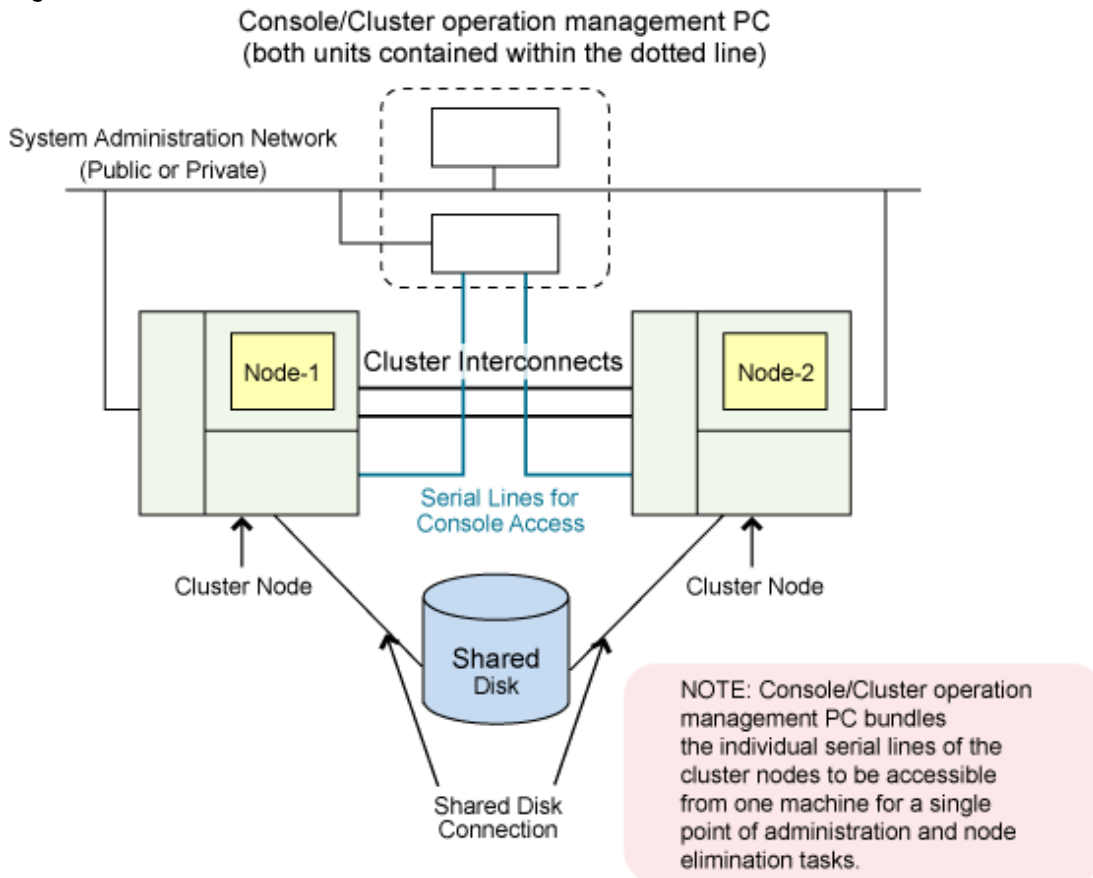 Console/Cluster operation management PC
(both units contained within the dotted line)
System Administration Network
(Public or Private)
Node-1
Cluster Interconnects
Node-2
Serial Lines for
Console Access
Cluster Node
Cluster Node
Shared
Disk
Shared Disk
Connection
NOTE: Console/Cluster operation
management PC bundles
the individual serial lines of the
cluster nodes to be accessible
from one machine for a single
point of administration and node
elimination tasks.